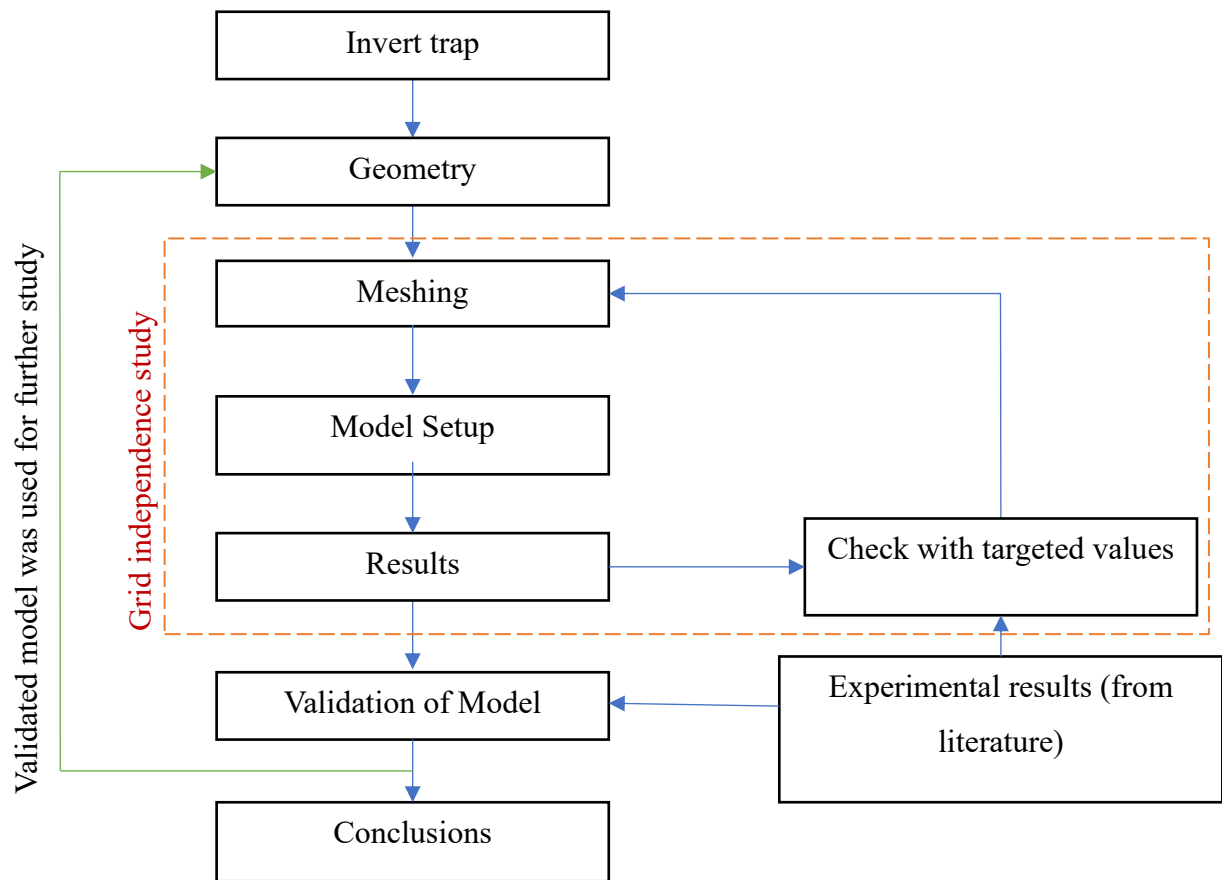 Invert trap
Geometry
Validated model was used for further study
Grid independence study
Meshing
Model Setup
Results
Check with targeted values
Validation of Model
Experimental results (from
literature)
Conclusions